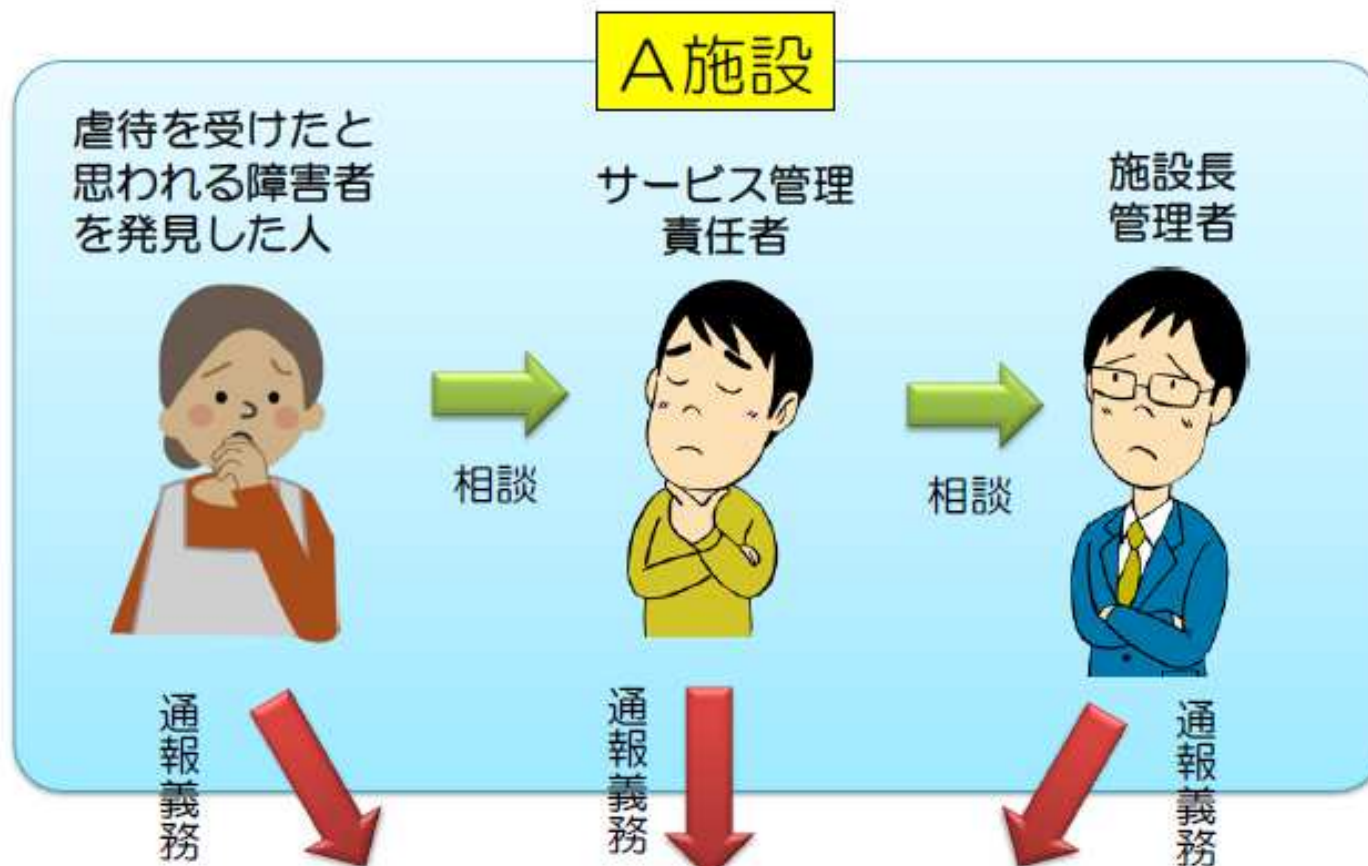 A施設
虐待を受けたと
思われる障害者
を発見した人
サービス管理
責任者
施設長
管理者
相談
相談
通報義務
通報義務
通報義務